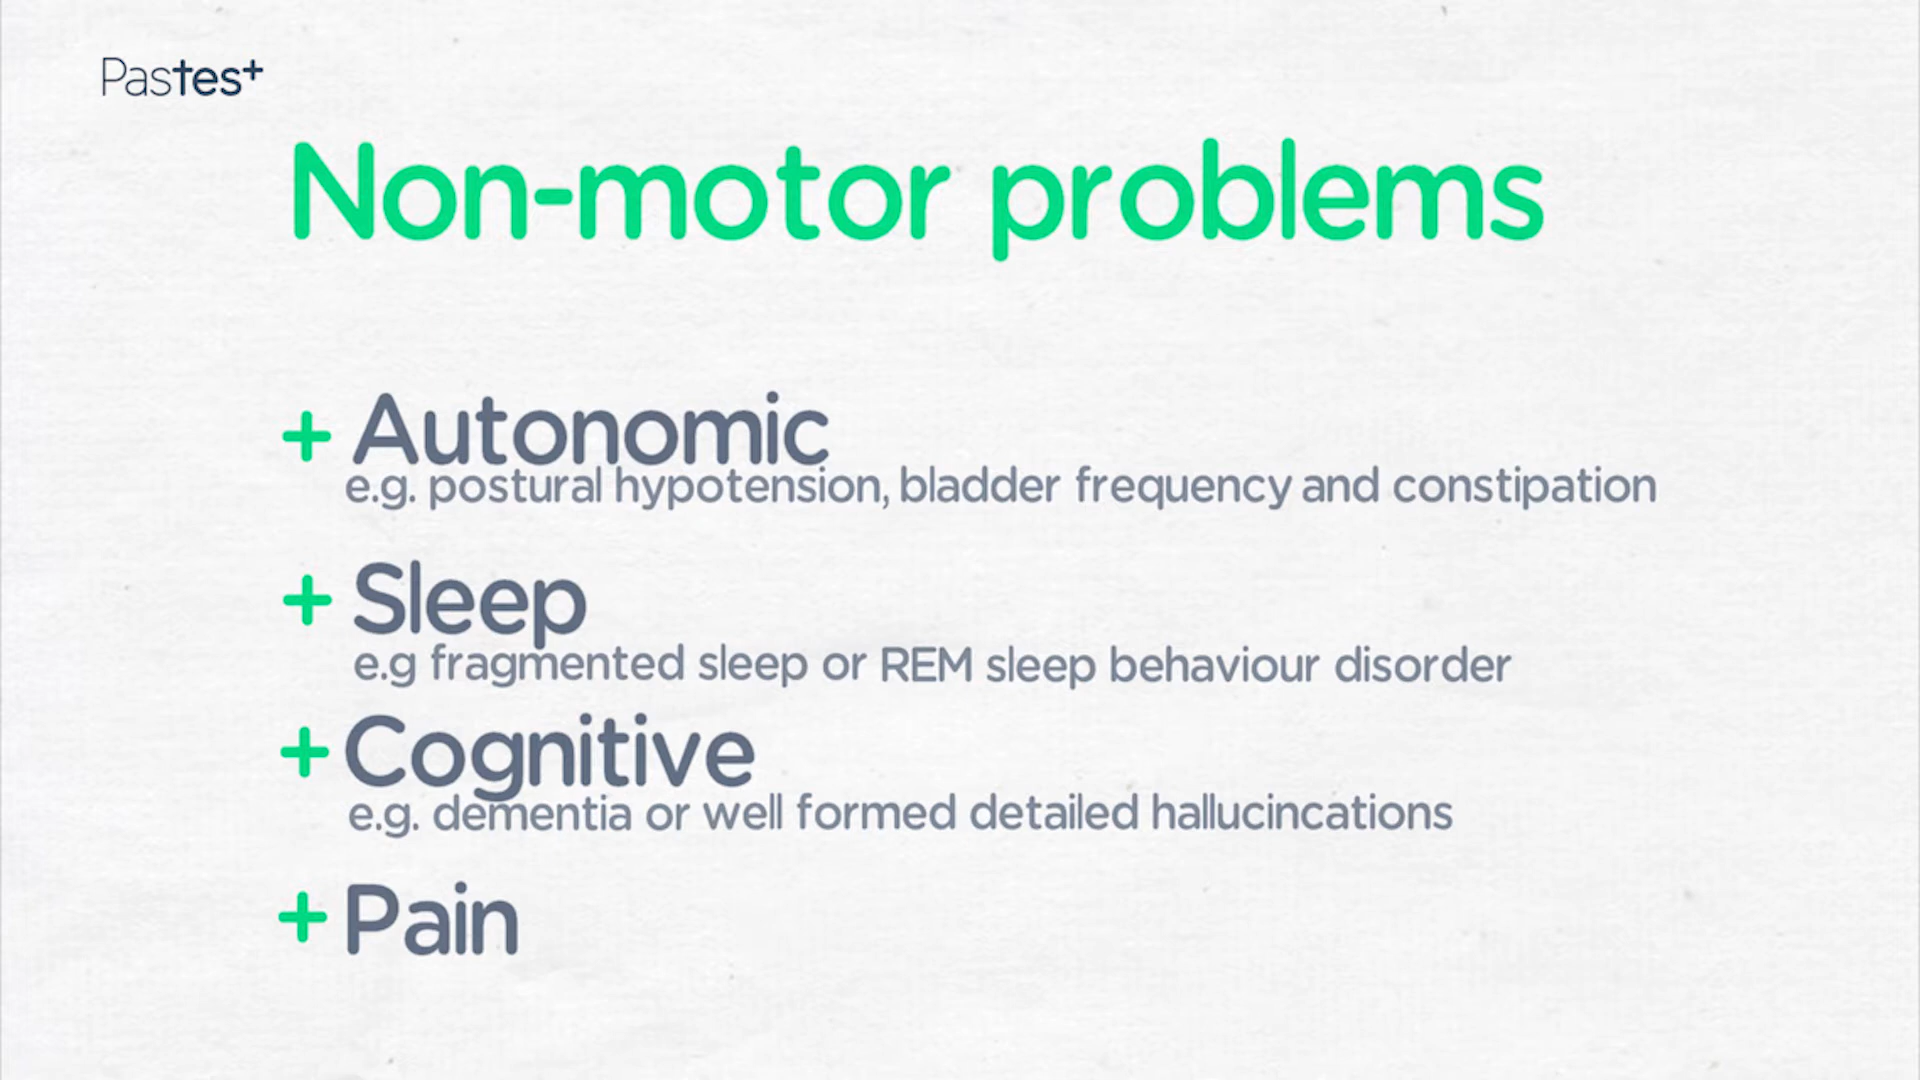 Pastest
Non-motor problems
+ Autonomic
e.g. postural hypotension, bladder frequency and constipation
+ Sleep
e.g fragmented sleep or REM sleep behaviour disorder
+ Cognitive
e.g. dementia or well formed detailed hallucincations
+ Pain